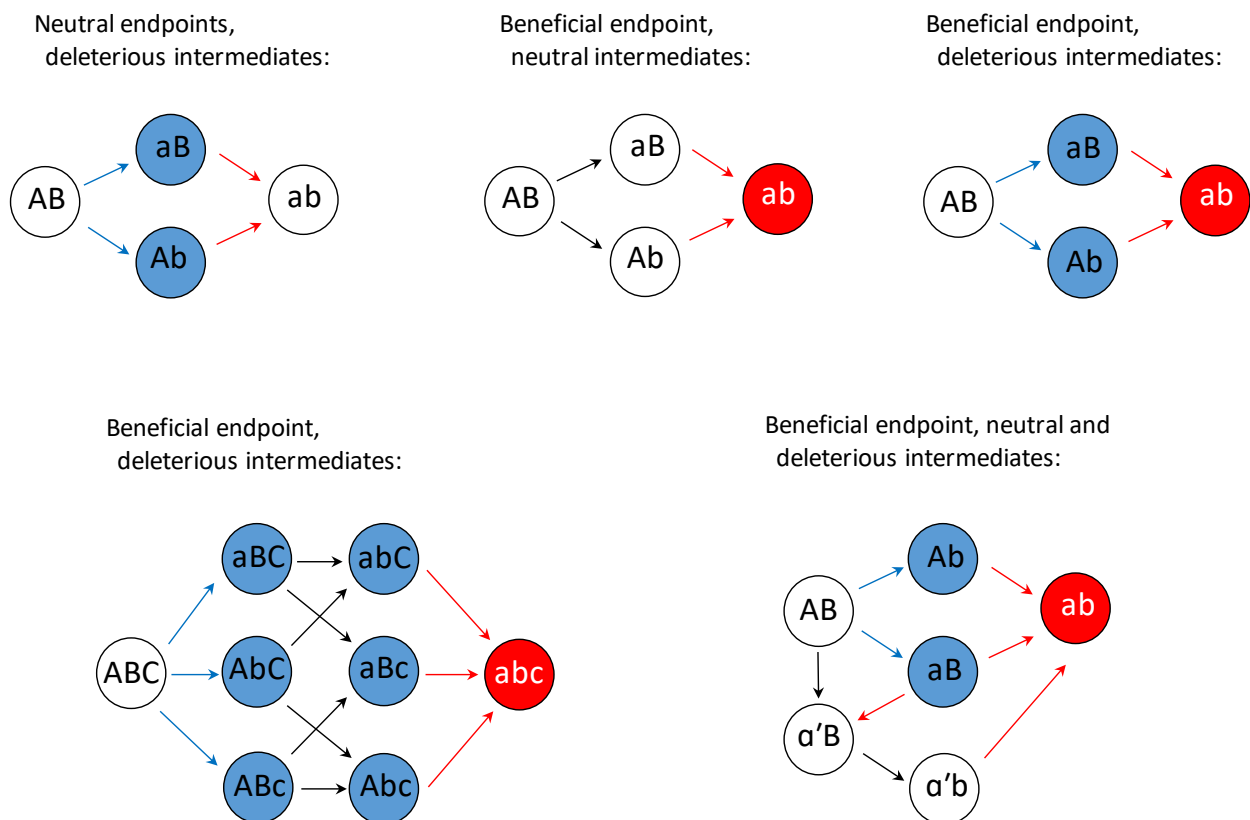 Neutral endpoints,
deleterious intermediates:
AB
aB
Ab
ab
Beneficial endpoint,
neutral intermediates:
AB
aB
Ab
ab
Beneficial endpoint,
deleterious intermediates:
AB
aB
Ab
ab
Beneficial endpoint,
deleterious intermediates:
ABC
aBC
AbC
ABc
abC
aBc
Abc
abc
Beneficial endpoint, neutral and
deleterious intermediates:
AB
Ab
aB
ab
ɑ′B
ɑ′b